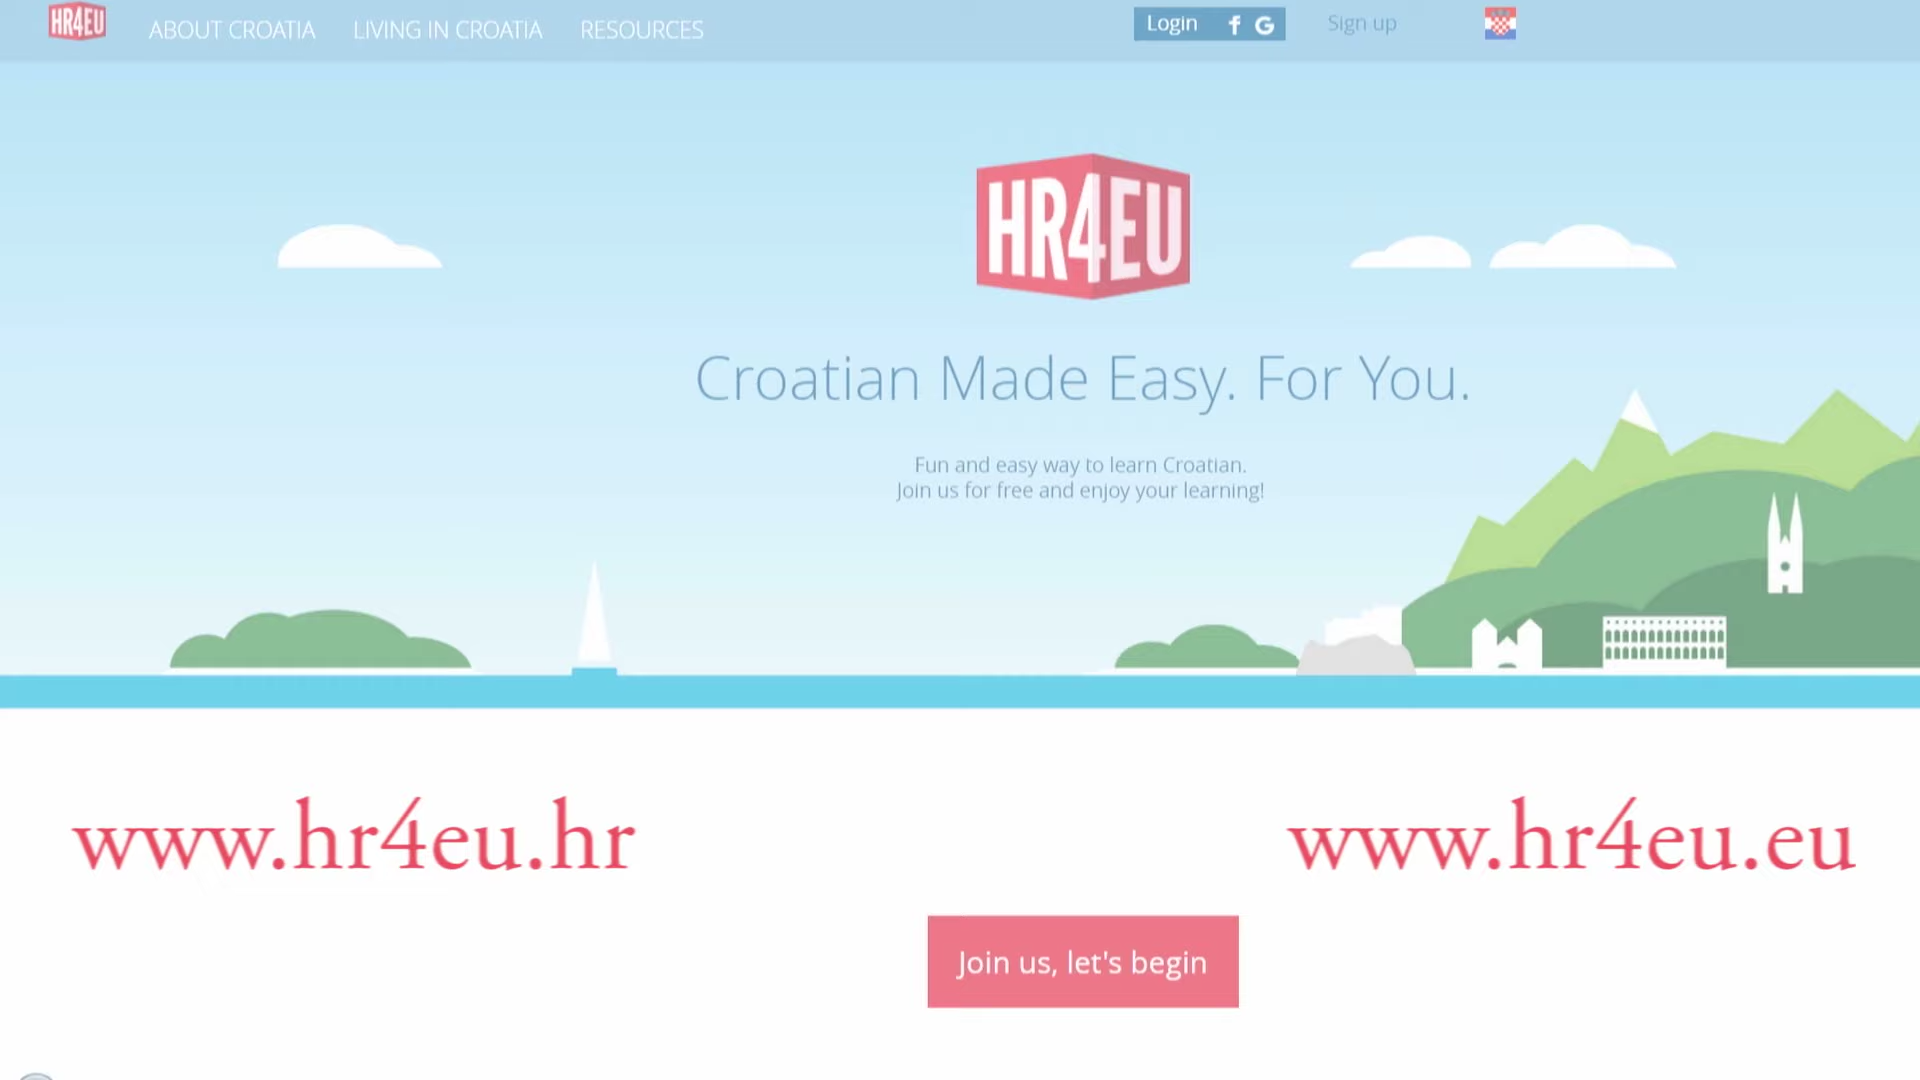 HR4EU
ABOUT CROATIA
LIVING IN CROATIA
RESOURCES
Login f G
Sign up
HR4EU
Croatian Made Easy. For You.
Fun and easy way to learn Croatian.
Join us for free and enjoy your learning!
www.hr4eu.hr
www.hr4eu.eu
Join us, let's begin